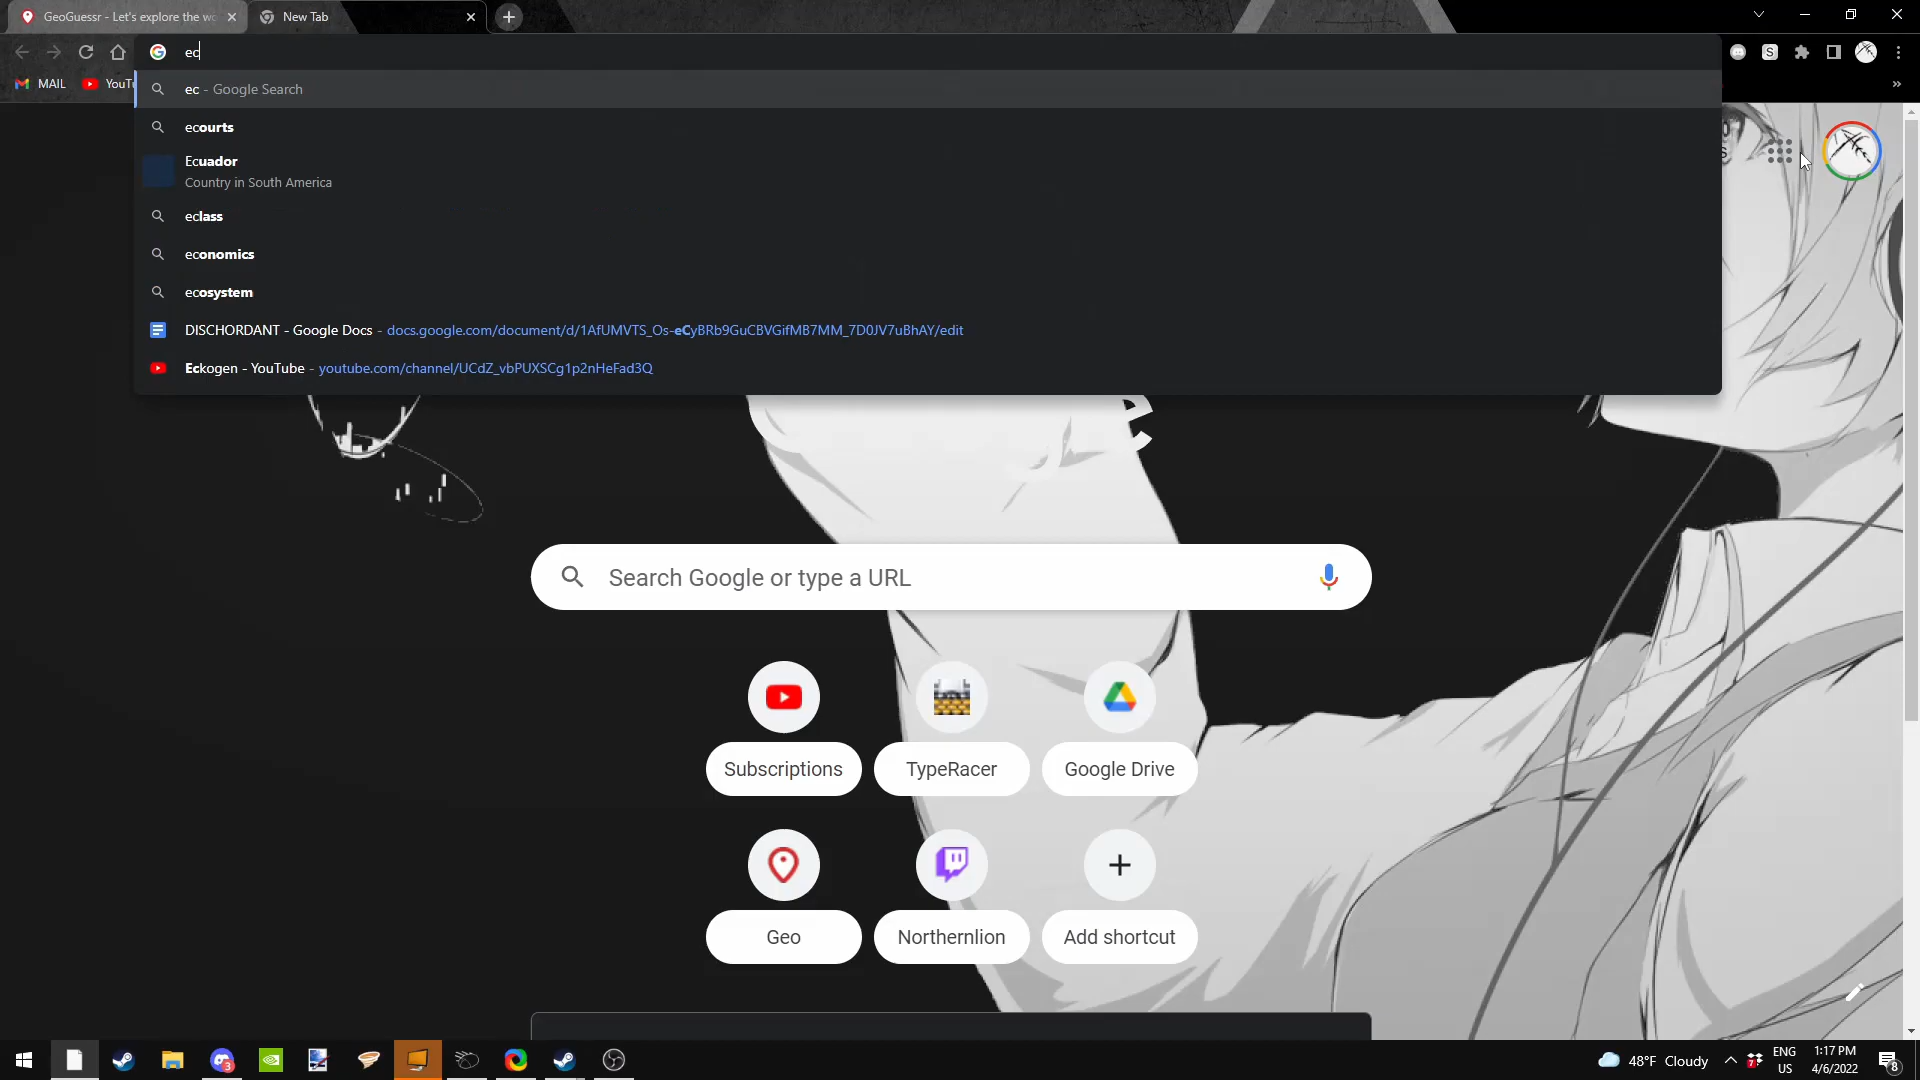 GeoGuessr - Let's explore the wo
New Tab
ec
MAIL
YouTu
ec - Google Search
ecourts
Ecuador
Country in South America
eclass
economics
ecosystem
DISCHORDANT - Google Docs - docs.google.com/document/d/1AfUMVTS_Os-eCyBRb9GuCBVGifMB7MM_7D0JV7uBhAY/edit
Eckogen - YouTube - youtube.com/channel/UCdZ_vbPUXSCg1p2nHeFad3Q
Search Google or type a URL
Subscriptions
TypeRacer
Google Drive
Geo
Northernlion
Add shortcut
3
48°F Cloudy
ENG
US
1:17 PM
4/6/2022
8